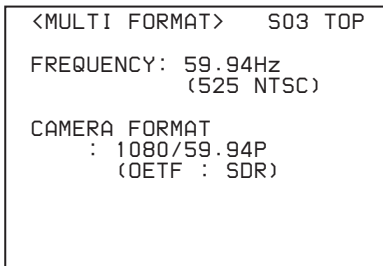 <MULTI FORMAT> S03 TOP
FREQUENCY: 59.94Hz
(525 NTSC)
CAMERA FORMAT
: 1080/59.94P
(OETF : SDR)